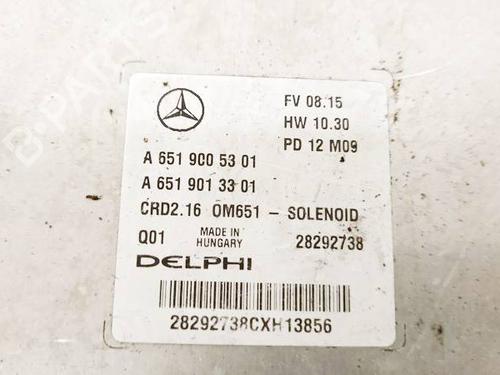 FV 08.15
HW 10.30
PD 12 M09
A 651 900 53 01
A 651 901 33 01
CRD2.16 OM651 - SOLENOID
Q01 MADE IN HUNGARY 28292738
DELPHI
28292738CXH13856